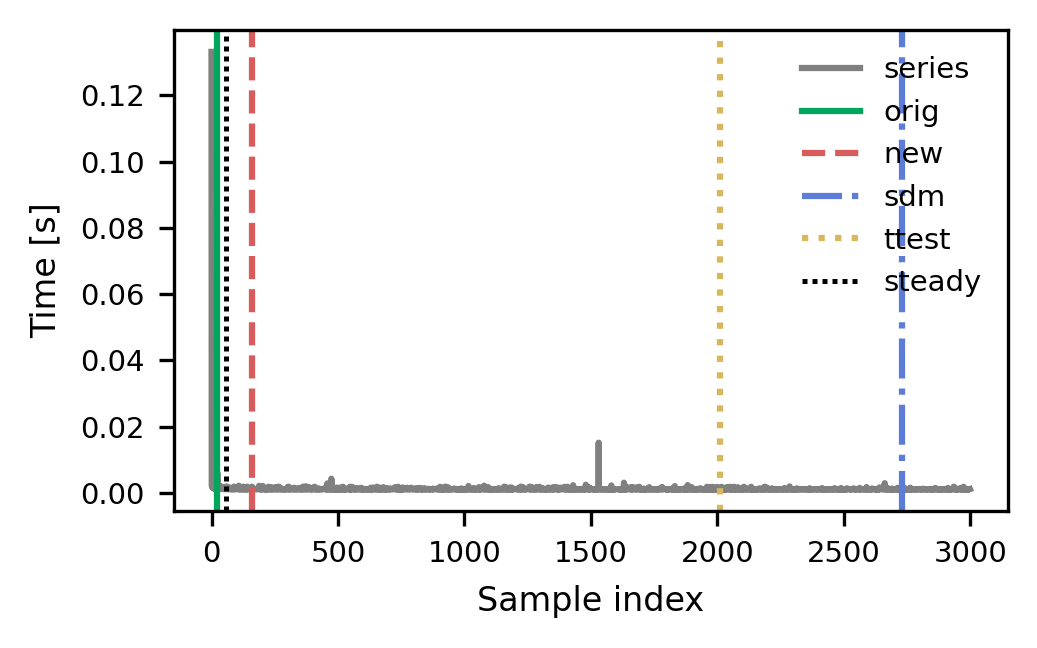 Time [s]
0.12
0.10
0.08
0.06
0.04
0.02
0.00
series
orig
new
sdm
ttest
steady
0 500 1000 1500 2000 2500 3000
Sample index